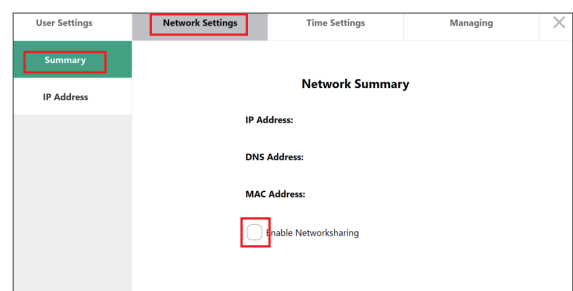 User Settings Network Settings Time Settings Managing
Summary
IP Address
Network Summary
IP Address:
DNS Address:
MAC Address:
Enable Networksharing